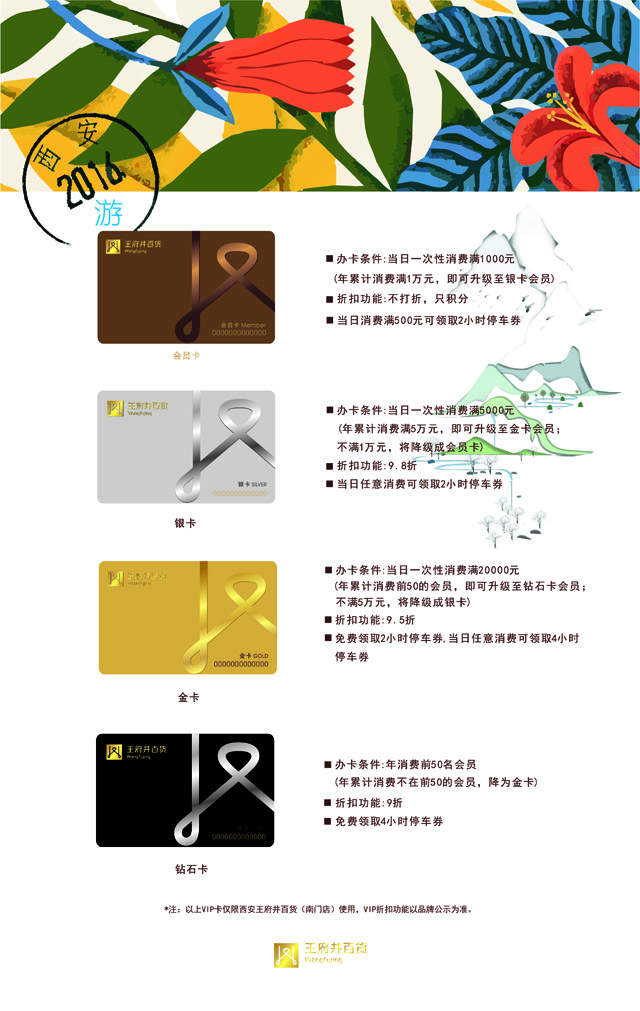 西安
2016.
游
王府井百货
Wangfujing
会员卡 Member
0000000000000
会员卡
■办卡条件:当日一次性消费满1000元
(年累计消费满1万元，即可升级至银卡会员)
■折扣功能:不打折，只积分
■当日消费满500元可领取2小时停车券
王府井百货
Wangfujing
银卡 SILVER
0000000000000
银卡
■办卡条件:当日一次性消费满5000元
(年累计消费满5万元，即可升级至金卡会员；
不满1万元，将降级成会员卡)
■折扣功能:9.8折
■当日任意消费可领取2小时停车券
王府井百货
Wangfujing
金卡 GOLD
0000000000000
金卡
■办卡条件:当日一次性消费满20000元
(年累计消费前50的会员，即可升级至钻石卡会员；
不满5万元，将降级成银卡)
■折扣功能:9.5折
■免费领取2小时停车券,当日任意消费可领取4小时
停车券
王府井百货
Wangfujing
0000000000000
钻石卡
■办卡条件:年消费前50名会员
(年累计消费不在前50的会员，降为金卡)
■折扣功能:9折
■免费领取4小时停车券
*注：以上VIP卡仅限西安王府井百货（南门店）使用，VIP折扣功能以品牌公示为准。
王府井百货
Wangfujing